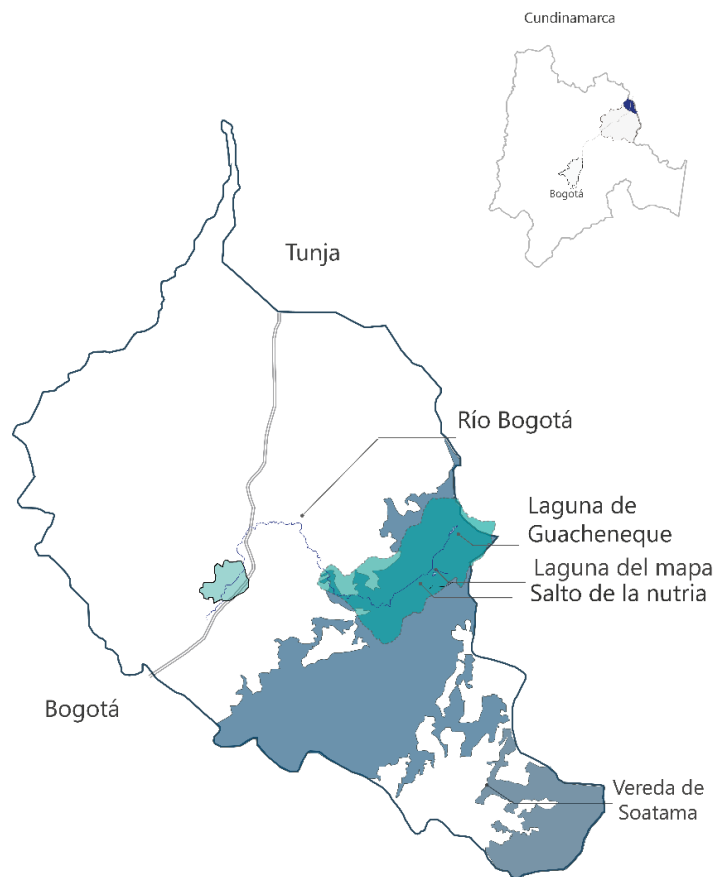 Cundinamarca
Bogotá
Tunja
Río Bogotá
Laguna de
Guacheneque
Laguna del mapa
Salto de la nutria
Bogotá
Vereda de
Soatama